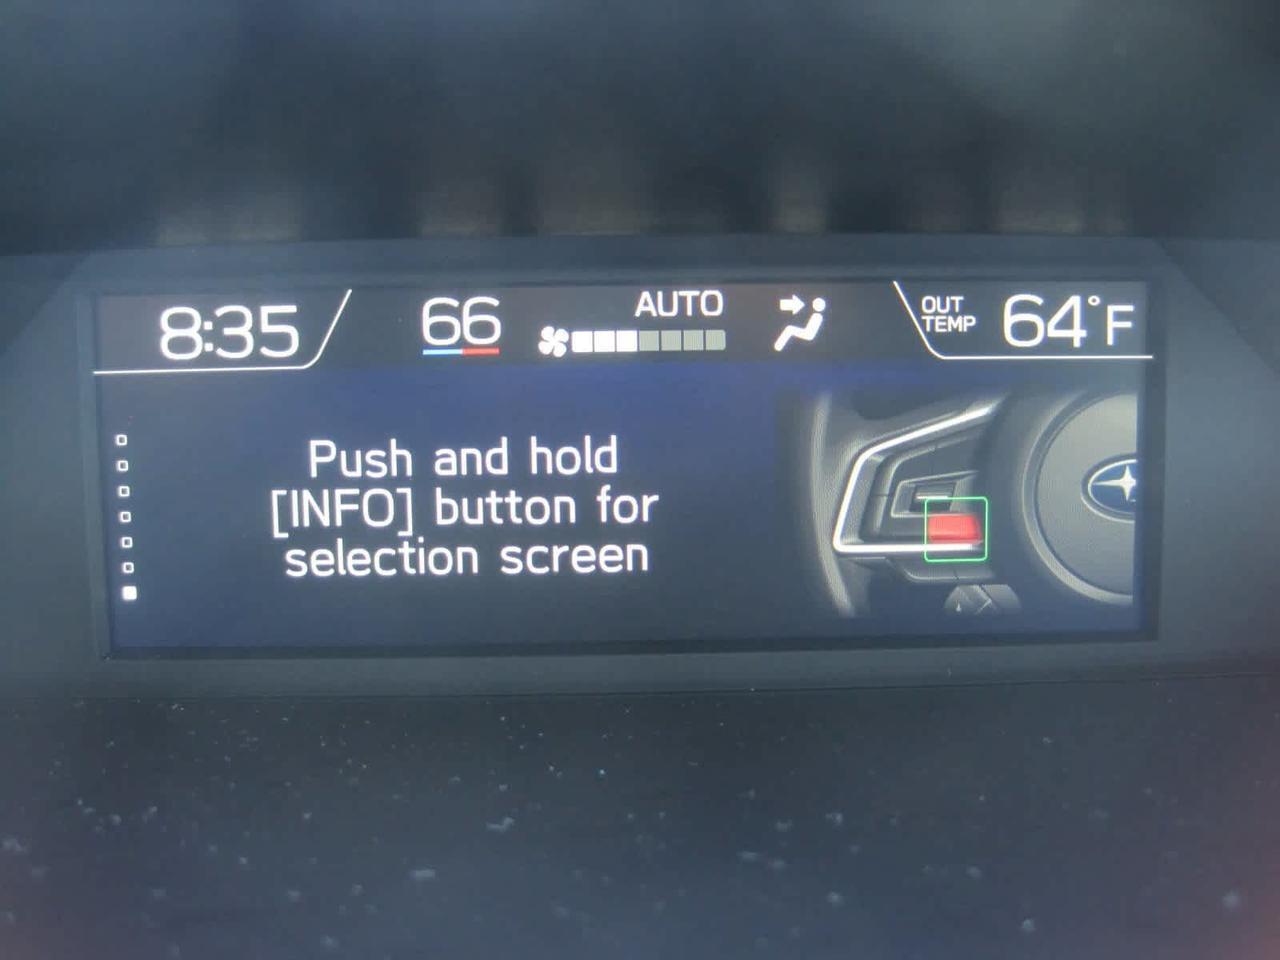 8:35
66
AUTO
OUT
TEMP
64°F
Push and hold
[INFO] button for
selection screen